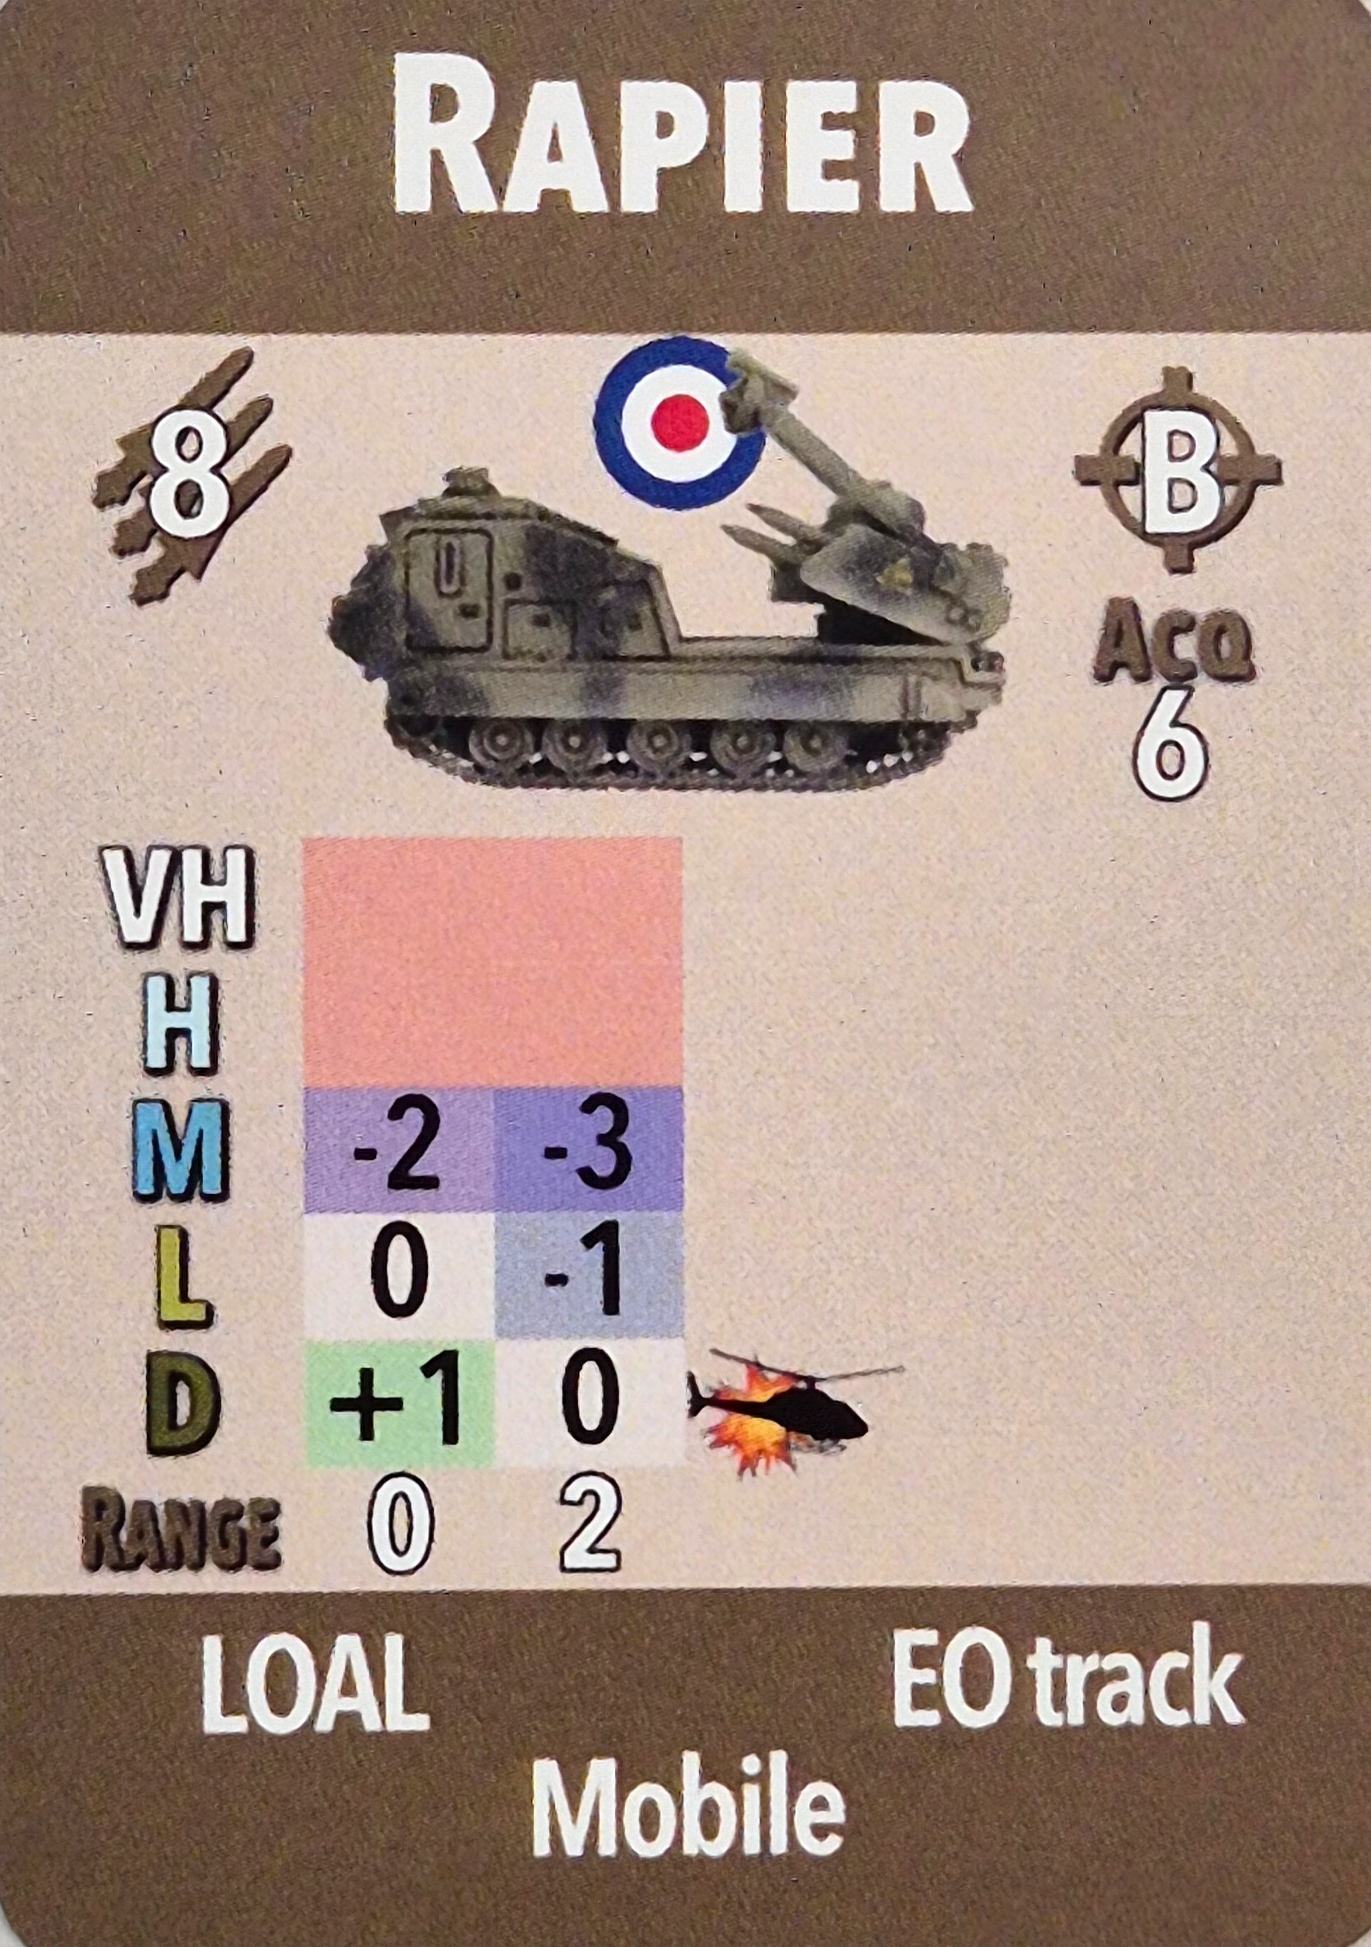 RAPIER
8
B
ACQ
6
VH
H
M -2 -3
L 0 -1
D +1 0
RANGE 0 2
LOAL EO track
Mobile